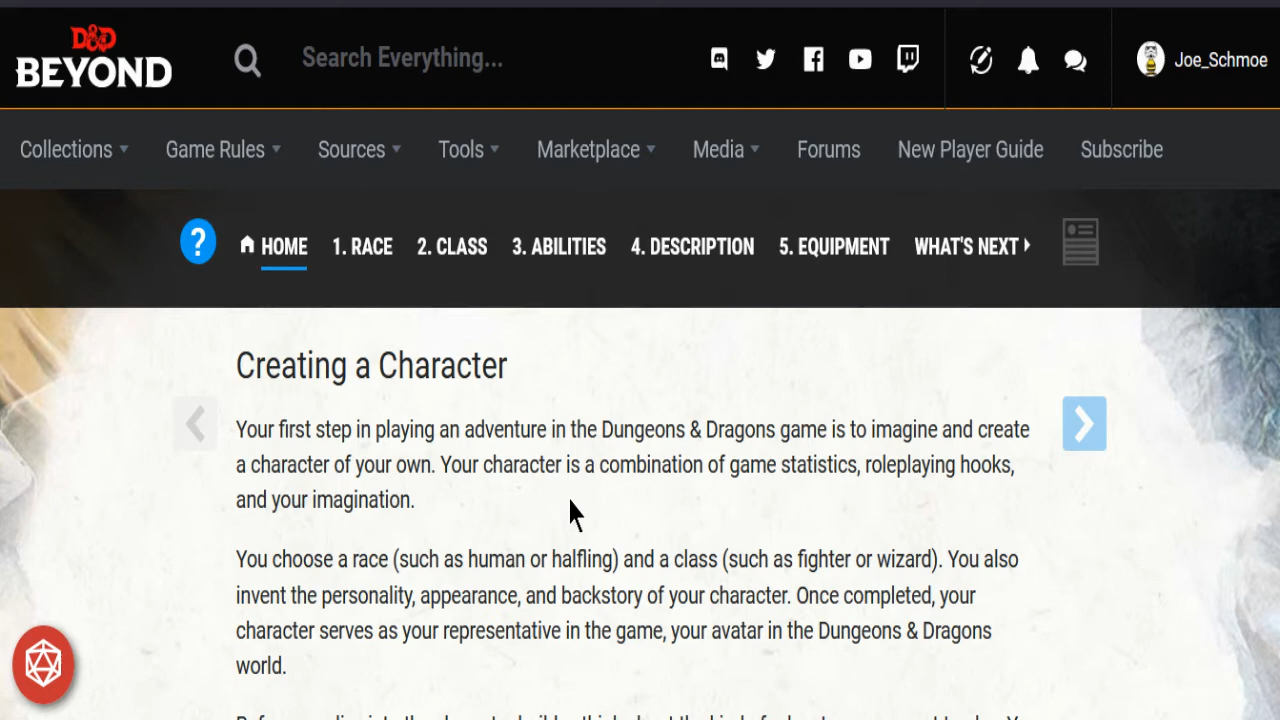 D&D
BEYOND
Search Everything...
Joe_Schmoe
Collections Game Rules Sources Tools Marketplace Media Forums New Player Guide Subscribe
? HOME 1. RACE 2. CLASS 3. ABILITIES 4. DESCRIPTION 5. EQUIPMENT WHAT'S NEXT
Creating a Character
Your first step in playing an adventure in the Dungeons & Dragons game is to imagine and create
a character of your own. Your character is a combination of game statistics, roleplaying hooks,
and your imagination.
You choose a race (such as human or halfling) and a class (such as fighter or wizard). You also
invent the personality, appearance, and backstory of your character. Once completed, your
character serves as your representative in the game, your avatar in the Dungeons & Dragons
world.